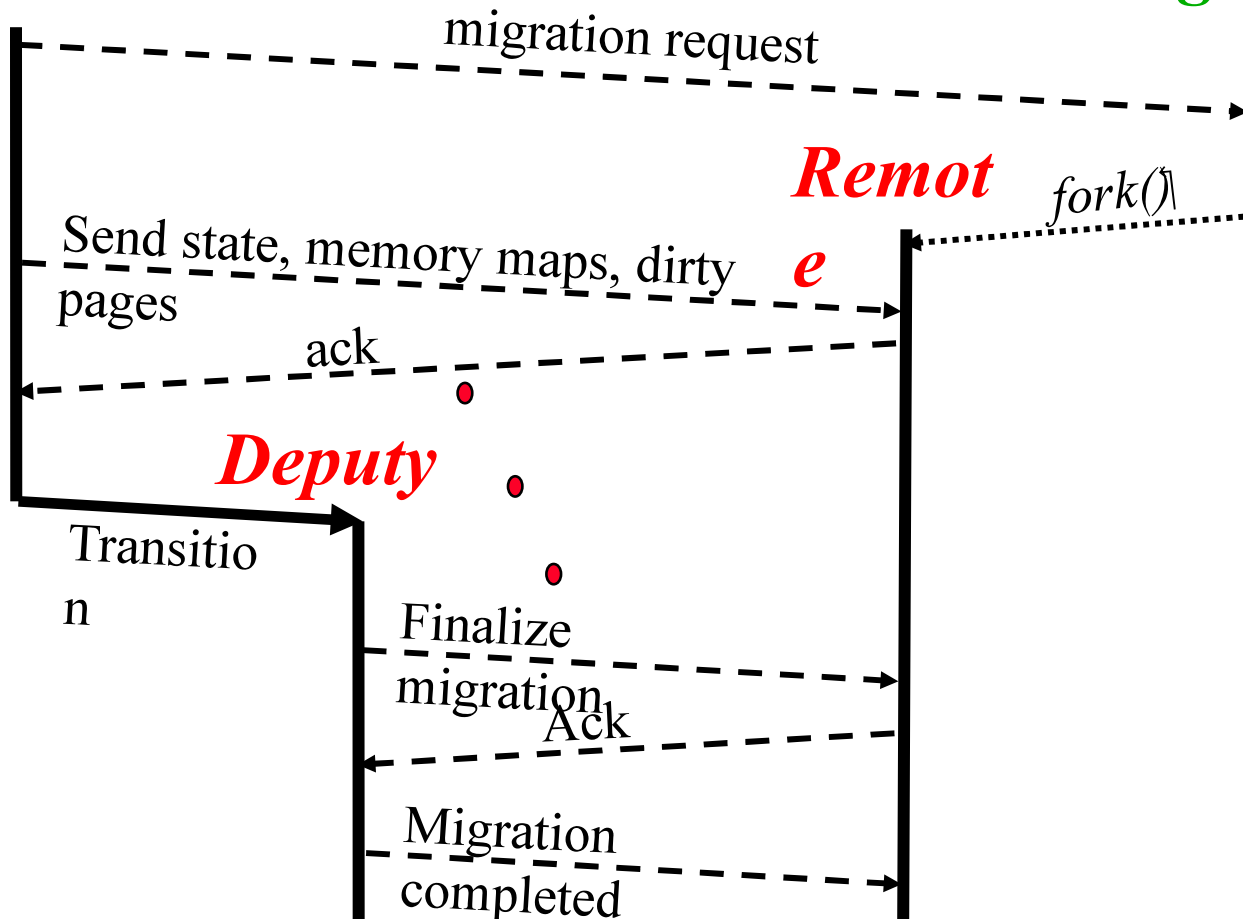 g
migration request
Remot
e
fork()\
Send state, memory maps, dirty
pages
ack
Deputy
Transitio
n
Finalize
migration
Ack
Migration
completed